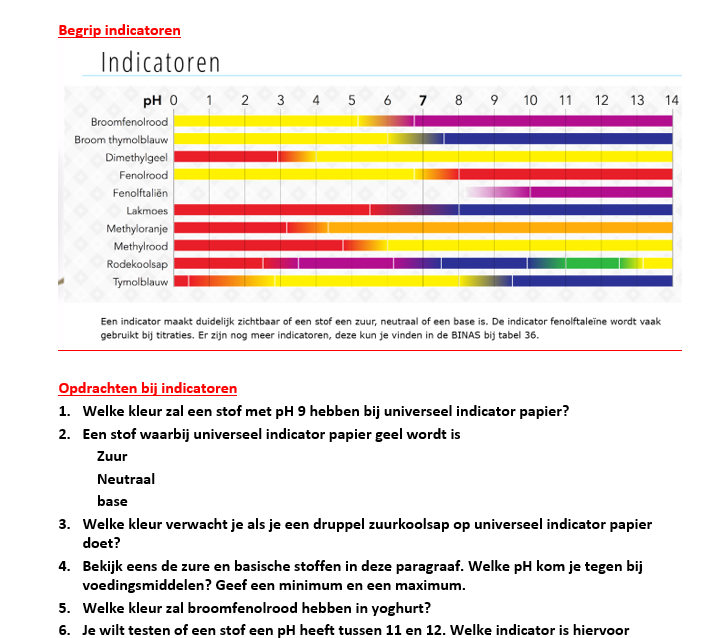 Begrip indicatoren
Indicatoren
pH 0 1 2 3 4 5 6 7 8 9 10 11 12 13 14
Broomfenolrood
Broom thymolblauw
Dimethylgeel
Fenolrood
Fenolftaliën
Lakmoes
Methyloranje
Methylrood
Rodekoolsap
Tymolblauw
Een indicator maakt duidelijk zichtbaar of een stof een zuur, neutraal of een base is. De indicator fenolftaleïne wordt vaak
gebruikt bij titraties. Er zijn nog meer indicatoren, deze kun je vinden in de BINAS bij tabel 36.
Opdrachten bij indicatoren
1. Welke kleur zal een stof met pH 9 hebben bij universeel indicator papier?
2. Een stof waarbij universeel indicator papier geel wordt is
Zuur
Neutraal
base
3. Welke kleur verwacht je als je een druppel zuurkoolsap op universeel indicator papier
doet?
4. Bekijk eens de zure en basische stoffen in deze paragraaf. Welke pH kom je tegen bij
voedingsmiddelen? Geef een minimum en een maximum.
5. Welke kleur zal broomfenolrood hebben in yoghurt?
6. Je wilt testen of een stof een pH heeft tussen 11 en 12. Welke indicator is hiervoor